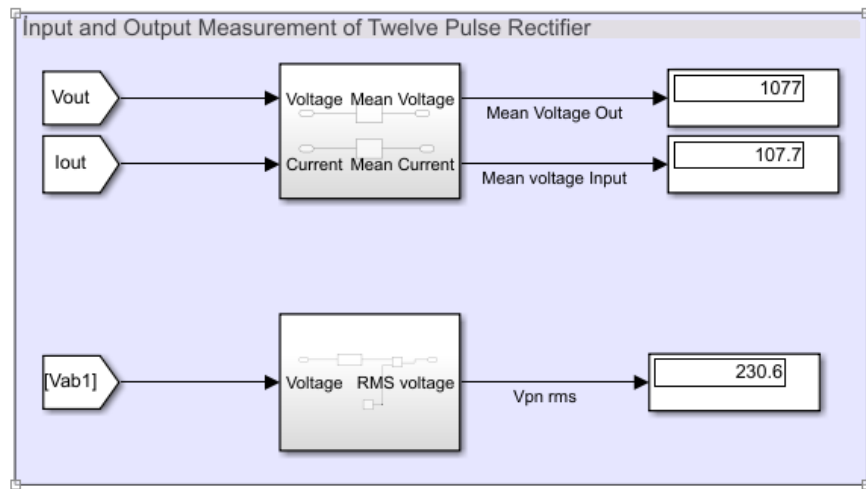 Input and Output Measurement of Twelve Pulse Rectifier
Vout
Voltage Mean Voltage
Mean Voltage Out
1077
Iout
Current Mean Current
Mean voltage Input
107.7
[Vab1]
Voltage RMS voltage
Vpn rms
230.6